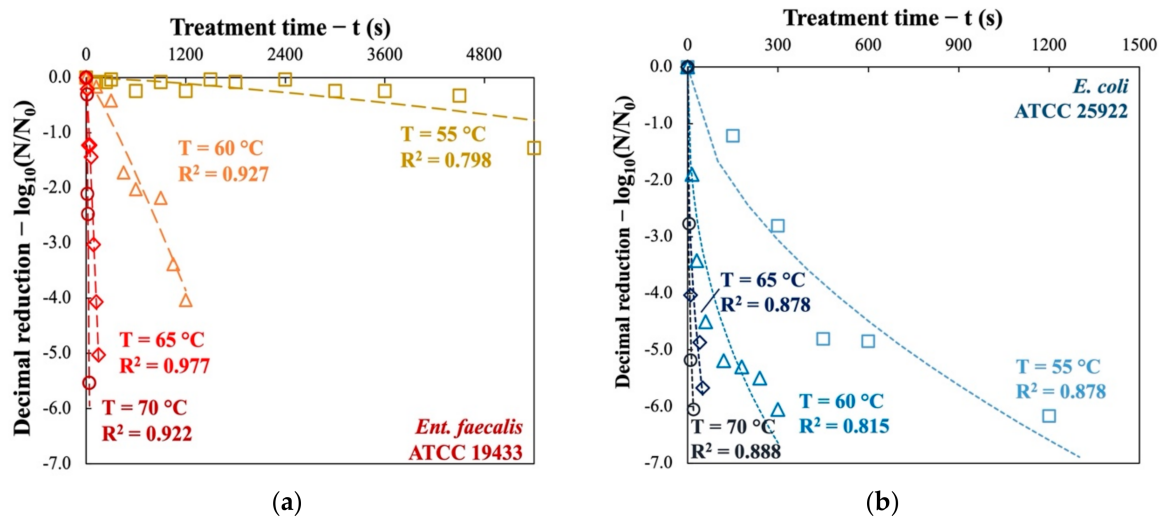 Treatment time – t (s)
0 1200 2400 3600 4800
Decimal reduction – log10(N/N0)
0.0
-1.0
-2.0
-3.0
-4.0
-5.0
-6.0
-7.0
T = 55 °C
R2 = 0.798
T = 60 °C
R2 = 0.927
T = 65 °C
R2 = 0.977
T = 70 °C
R2 = 0.922
Ent. faecalis
ATCC 19433
(a)
Treatment time – t (s)
0 300 600 900 1200 1500
Decimal reduction – log10(N/N0)
0.0
-1.0
-2.0
-3.0
-4.0
-5.0
-6.0
-7.0
E. coli
ATCC 25922
T = 65 °C
R2 = 0.878
T = 55 °C
R2 = 0.878
T = 60 °C
R2 = 0.815
T = 70 °C
R2 = 0.888
(b)